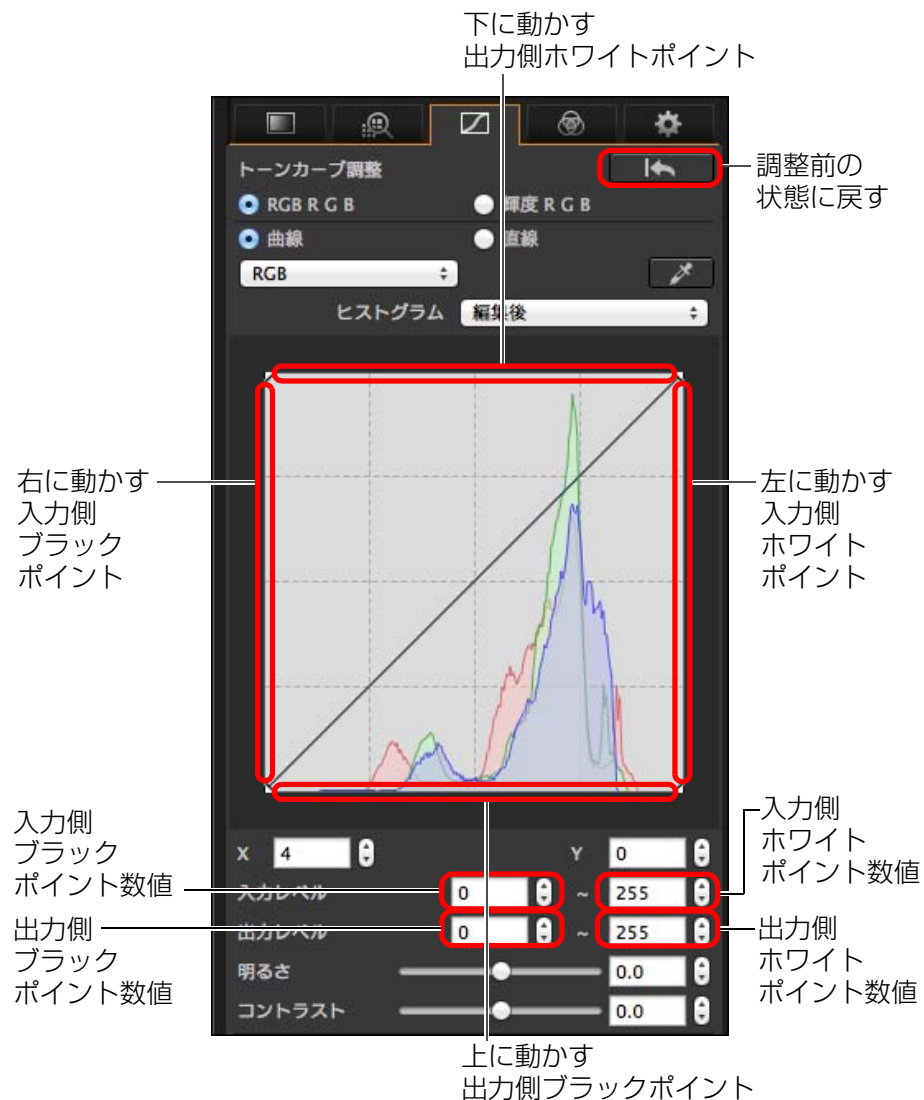 下に動かす
出力側ホワイトポイント
トーンカーブ調整
調整前の
状態に戻す
RGB R G B
輝度 R G B
曲線
直線
RGB
ヒストグラム
編集後
右に動かす
入力側
ブラック
ポイント
左に動かす
入力側
ホワイト
ポイント
入力側
ブラック
ポイント数値
入力側
ホワイト
ポイント数値
X 4
Y 0
入力レベル 0 ~ 255
出力側
ブラック
ポイント数値
出力レベル 0 ~ 255
出力側
ホワイト
ポイント数値
明るさ 0.0
コントラスト 0.0
上に動かす
出力側ブラックポイント